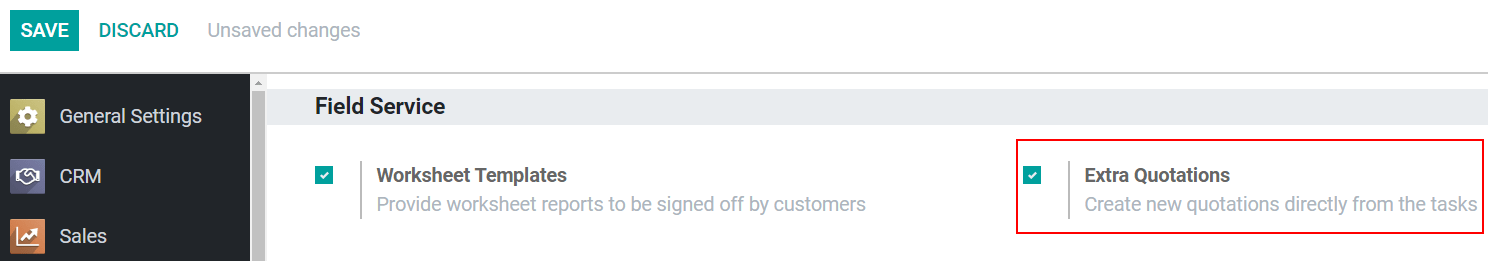 SAVE DISCARD Unsaved changes
General Settings
CRM
Sales
Field Service
Worksheet Templates
Provide worksheet reports to be signed off by customers
Extra Quotations
Create new quotations directly from the tasks